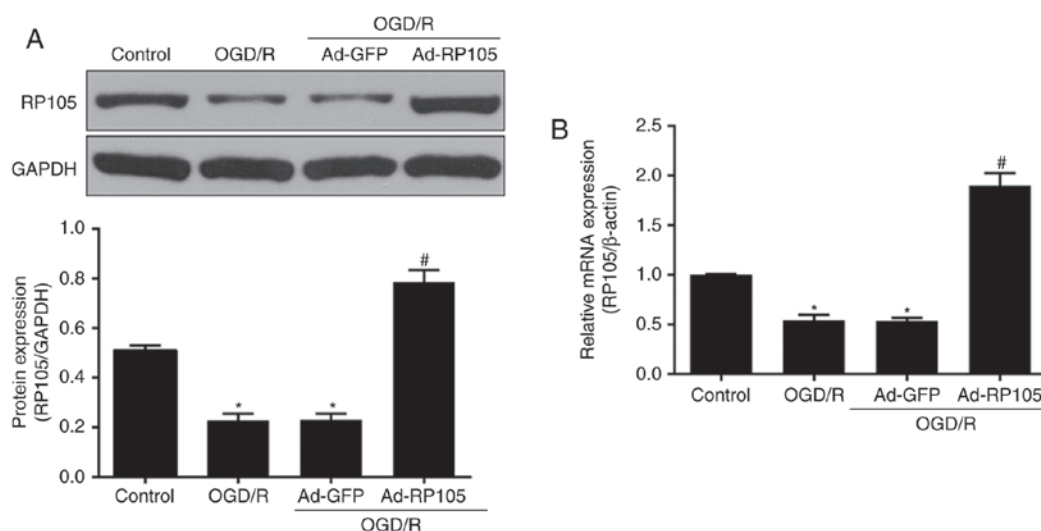 A
OGD/R
Control OGD/R Ad-GFP Ad-RP105
RP105
GAPDH
1.0
0.8
0.6
0.4
0.2
0.0
Protein expression
(RP105/GAPDH)
* * #
Control OGD/R Ad-GFP Ad-RP105
OGD/R
B
2.5
2.0
1.5
1.0
0.5
0.0
Relative mRNA expression
(RP105/β-actin)
* * #
Control OGD/R Ad-GFP Ad-RP105
OGD/R